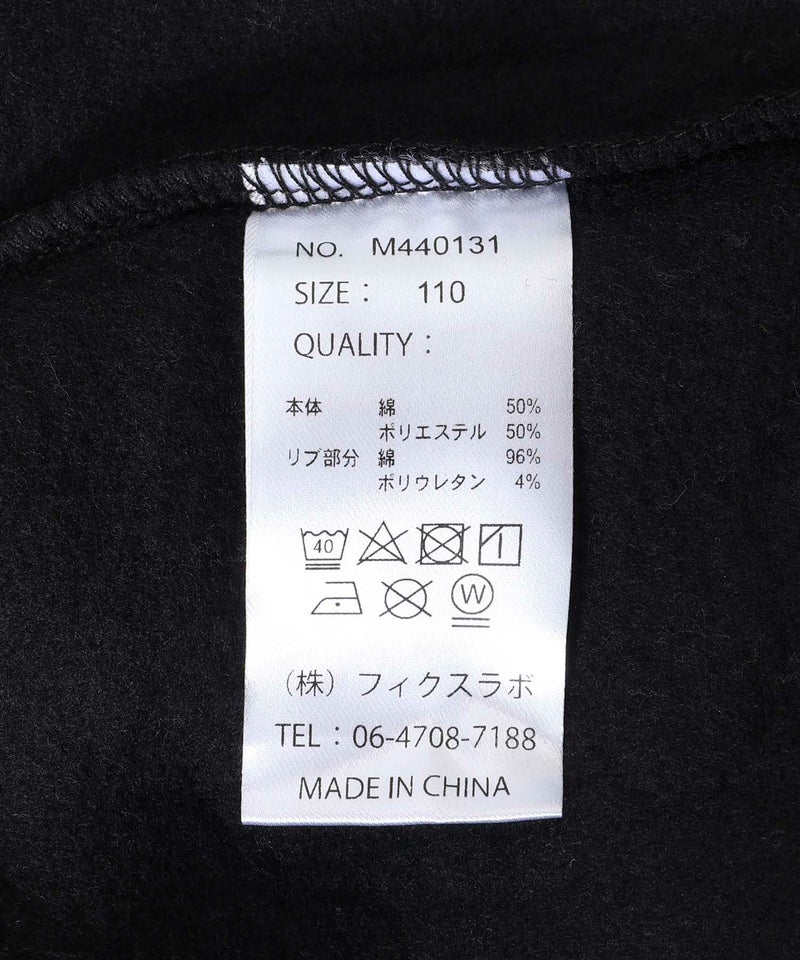 NO. M440131
SIZE : 110
QUALITY :
本体 綿 50%
ポリエステル 50%
リブ部分 綿 96%
ポリウレタン 4%
40
W
(株) フィクスラボ
TEL : 06-4708-7188
MADE IN CHINA